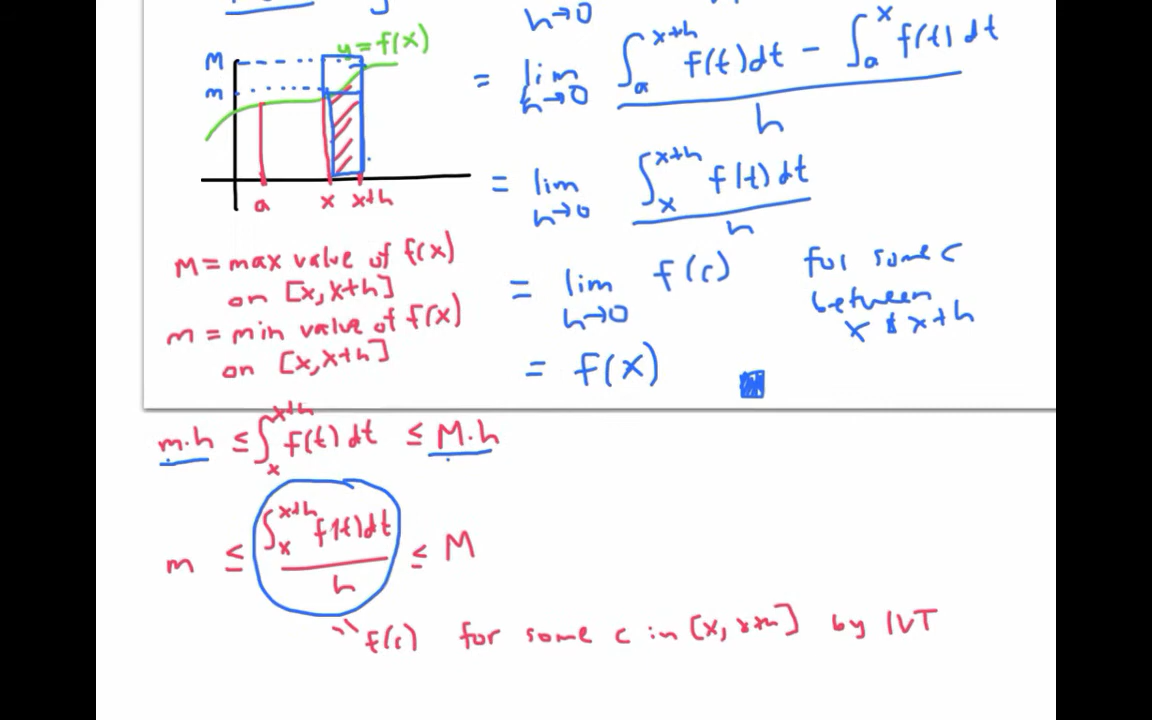 h→0
y = f(x)
M
m
a x x+h
= lim h→0 (∫_a^{x+h} f(t) dt − ∫_a^x f(t) dt) / h
= lim h→0 (∫_x^{x+h} f(t) dt) / h
= lim h→0 f(c) for some c
between
x & x+h
= f(x)
M = max value of f(x)
on [x, x+h]
m = min value of f(x)
on [x, x+h]
m·h ≤ ∫_x^{x+h} f(t) dt ≤ M·h
m ≤ (∫_x^{x+h} f(t) dt) / h ≤ M
f(c) for some c in [x, x+h] by IVT